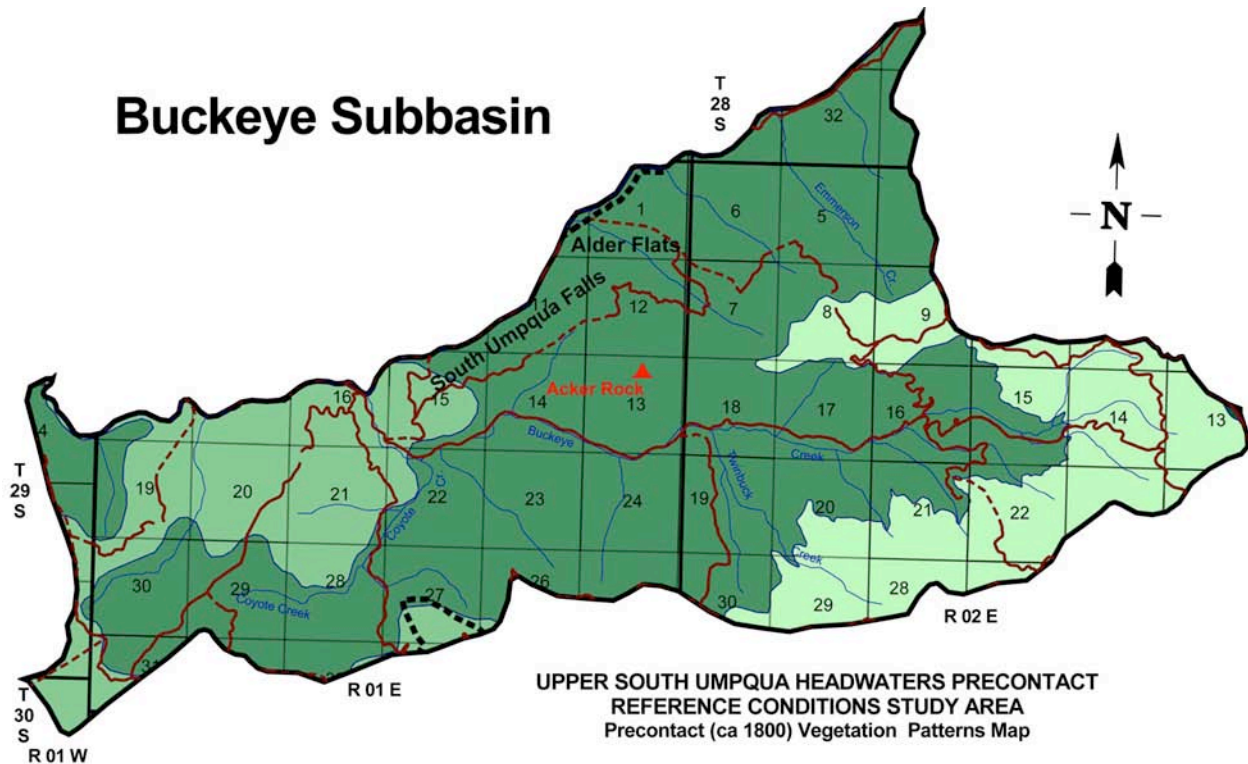 Buckeye Subbasin
T
28
S
32
N
1
6
5
Emmerson
Cr.
Alder Flats
South Umpqua Falls
11
12
7
8
9
Acker Rock
16
15
14
13
18
17
16
15
14
13
Buckeye
Creek
4
T
29
S
19
20
21
22
Coyote
Cr.
23
24
19
Twinbuck
Creek
20
21
22
30
29
Coyote Creek
28
27
26
30
29
28
31
R 01 E
R 02 E
T
30
S
R 01 W
UPPER SOUTH UMPQUA HEADWATERS PRECONTACT
REFERENCE CONDITIONS STUDY AREA
Precontact (ca 1800) Vegetation Patterns Map